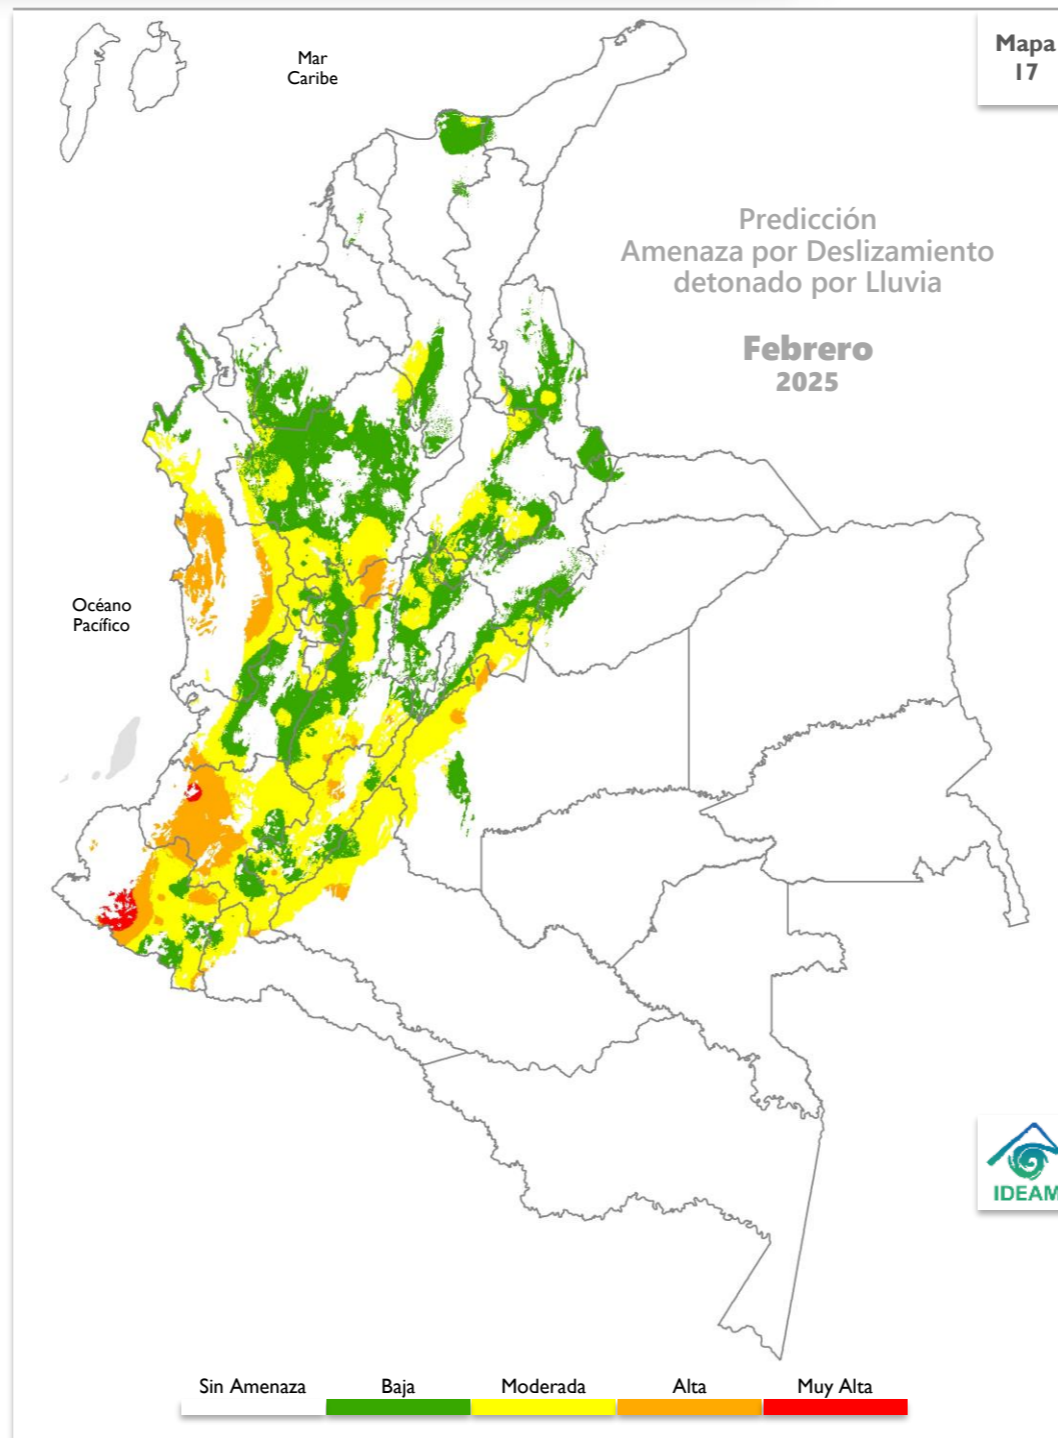 Mapa
17
Mar
Caribe
Predicción
Amenaza por Deslizamiento
detonado por Lluvia
Febrero
2025
Océano
Pacífico
IDEAM
Sin Amenaza
Baja
Moderada
Alta
Muy Alta